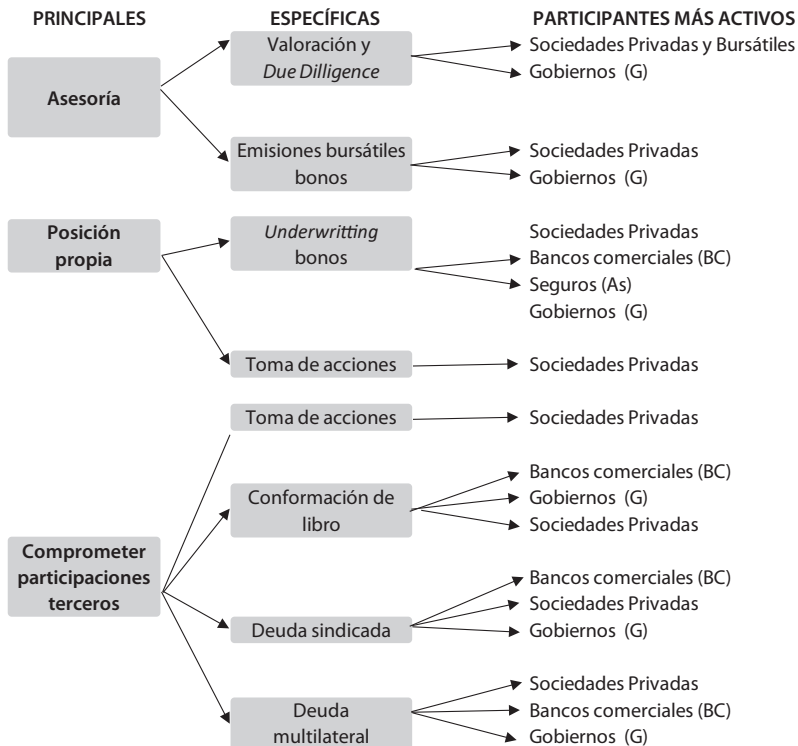 PRINCIPALES
ESPECÍFICAS
PARTICIPANTES MÁS ACTIVOS
Asesoría
Valoración y
Due Dilligence
Sociedades Privadas y Bursátiles
Gobiernos (G)
Emisiones bursátiles
bonos
Sociedades Privadas
Gobiernos (G)
Posición
propia
Underwritting
bonos
Sociedades Privadas
Bancos comerciales (BC)
Seguros (As)
Gobiernos (G)
Toma de acciones
Sociedades Privadas
Comprometer
participaciones
terceros
Toma de acciones
Sociedades Privadas
Conformación de
libro
Bancos comerciales (BC)
Gobiernos (G)
Sociedades Privadas
Deuda sindicada
Bancos comerciales (BC)
Sociedades Privadas
Gobiernos (G)
Deuda
multilateral
Sociedades Privadas
Bancos comerciales (BC)
Gobiernos (G)